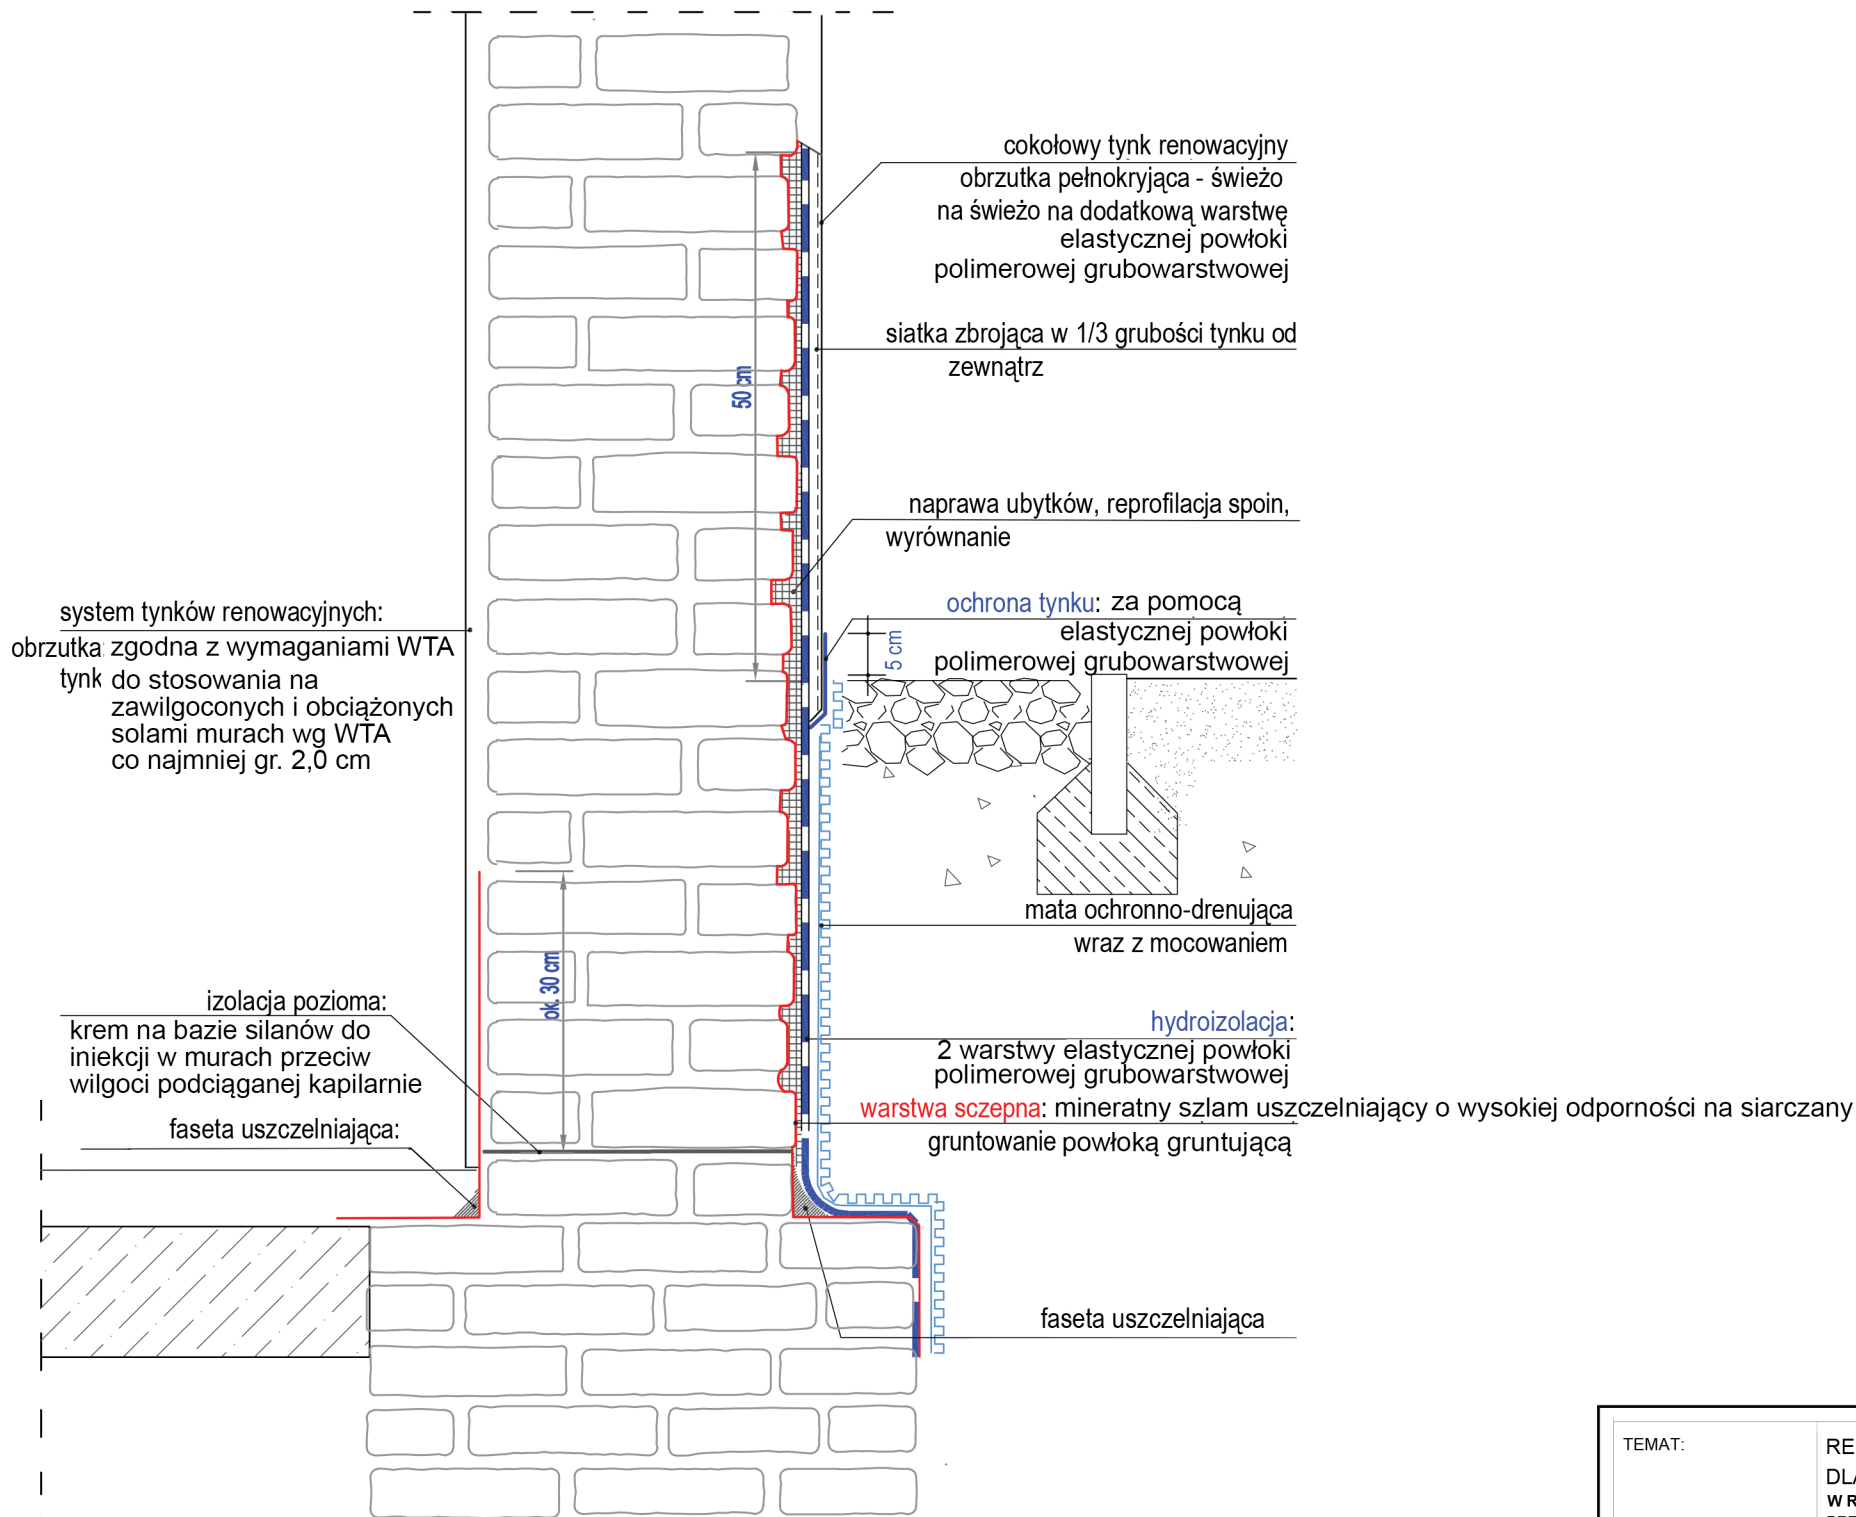 cokołowy tynk renowacyjny
obrzutka pełnokryjąca - świeżo
na świeżo na dodatkową warstwę
elastycznej powłoki
polimerowej grubowarstwowej
siatka zbrojąca w 1/3 grubości tynku od
zewnątrz
50 cm
naprawa ubytków, reprofilacja spoin,
wyrównanie
ochrona tynku: za pomocą
elastycznej powłoki
polimerowej grubowarstwowej
5 cm
system tynków renowacyjnych:
obrzutka: zgodna z wymaganiami WTA
tynk do stosowania na
zawilgoconych i obciążonych
solami murach wg WTA
co najmniej gr. 2,0 cm
mata ochronno-drenująca
wraz z mocowaniem
ok. 30 cm
izolacja pozioma:
krem na bazie silanów do
iniekcji w murach przeciw
wilgoci podciąganej kapilarnie
hydroizolacja:
2 warstwy elastycznej powłoki
polimerowej grubowarstwowej
warstwa sczepna: mineratny szlam uszczelniający o wysokiej odporności na siarczany
gruntowanie powłoką gruntującą
faseta uszczelniająca:
faseta uszczelniająca
TEMAT:
RE
DLA
W R